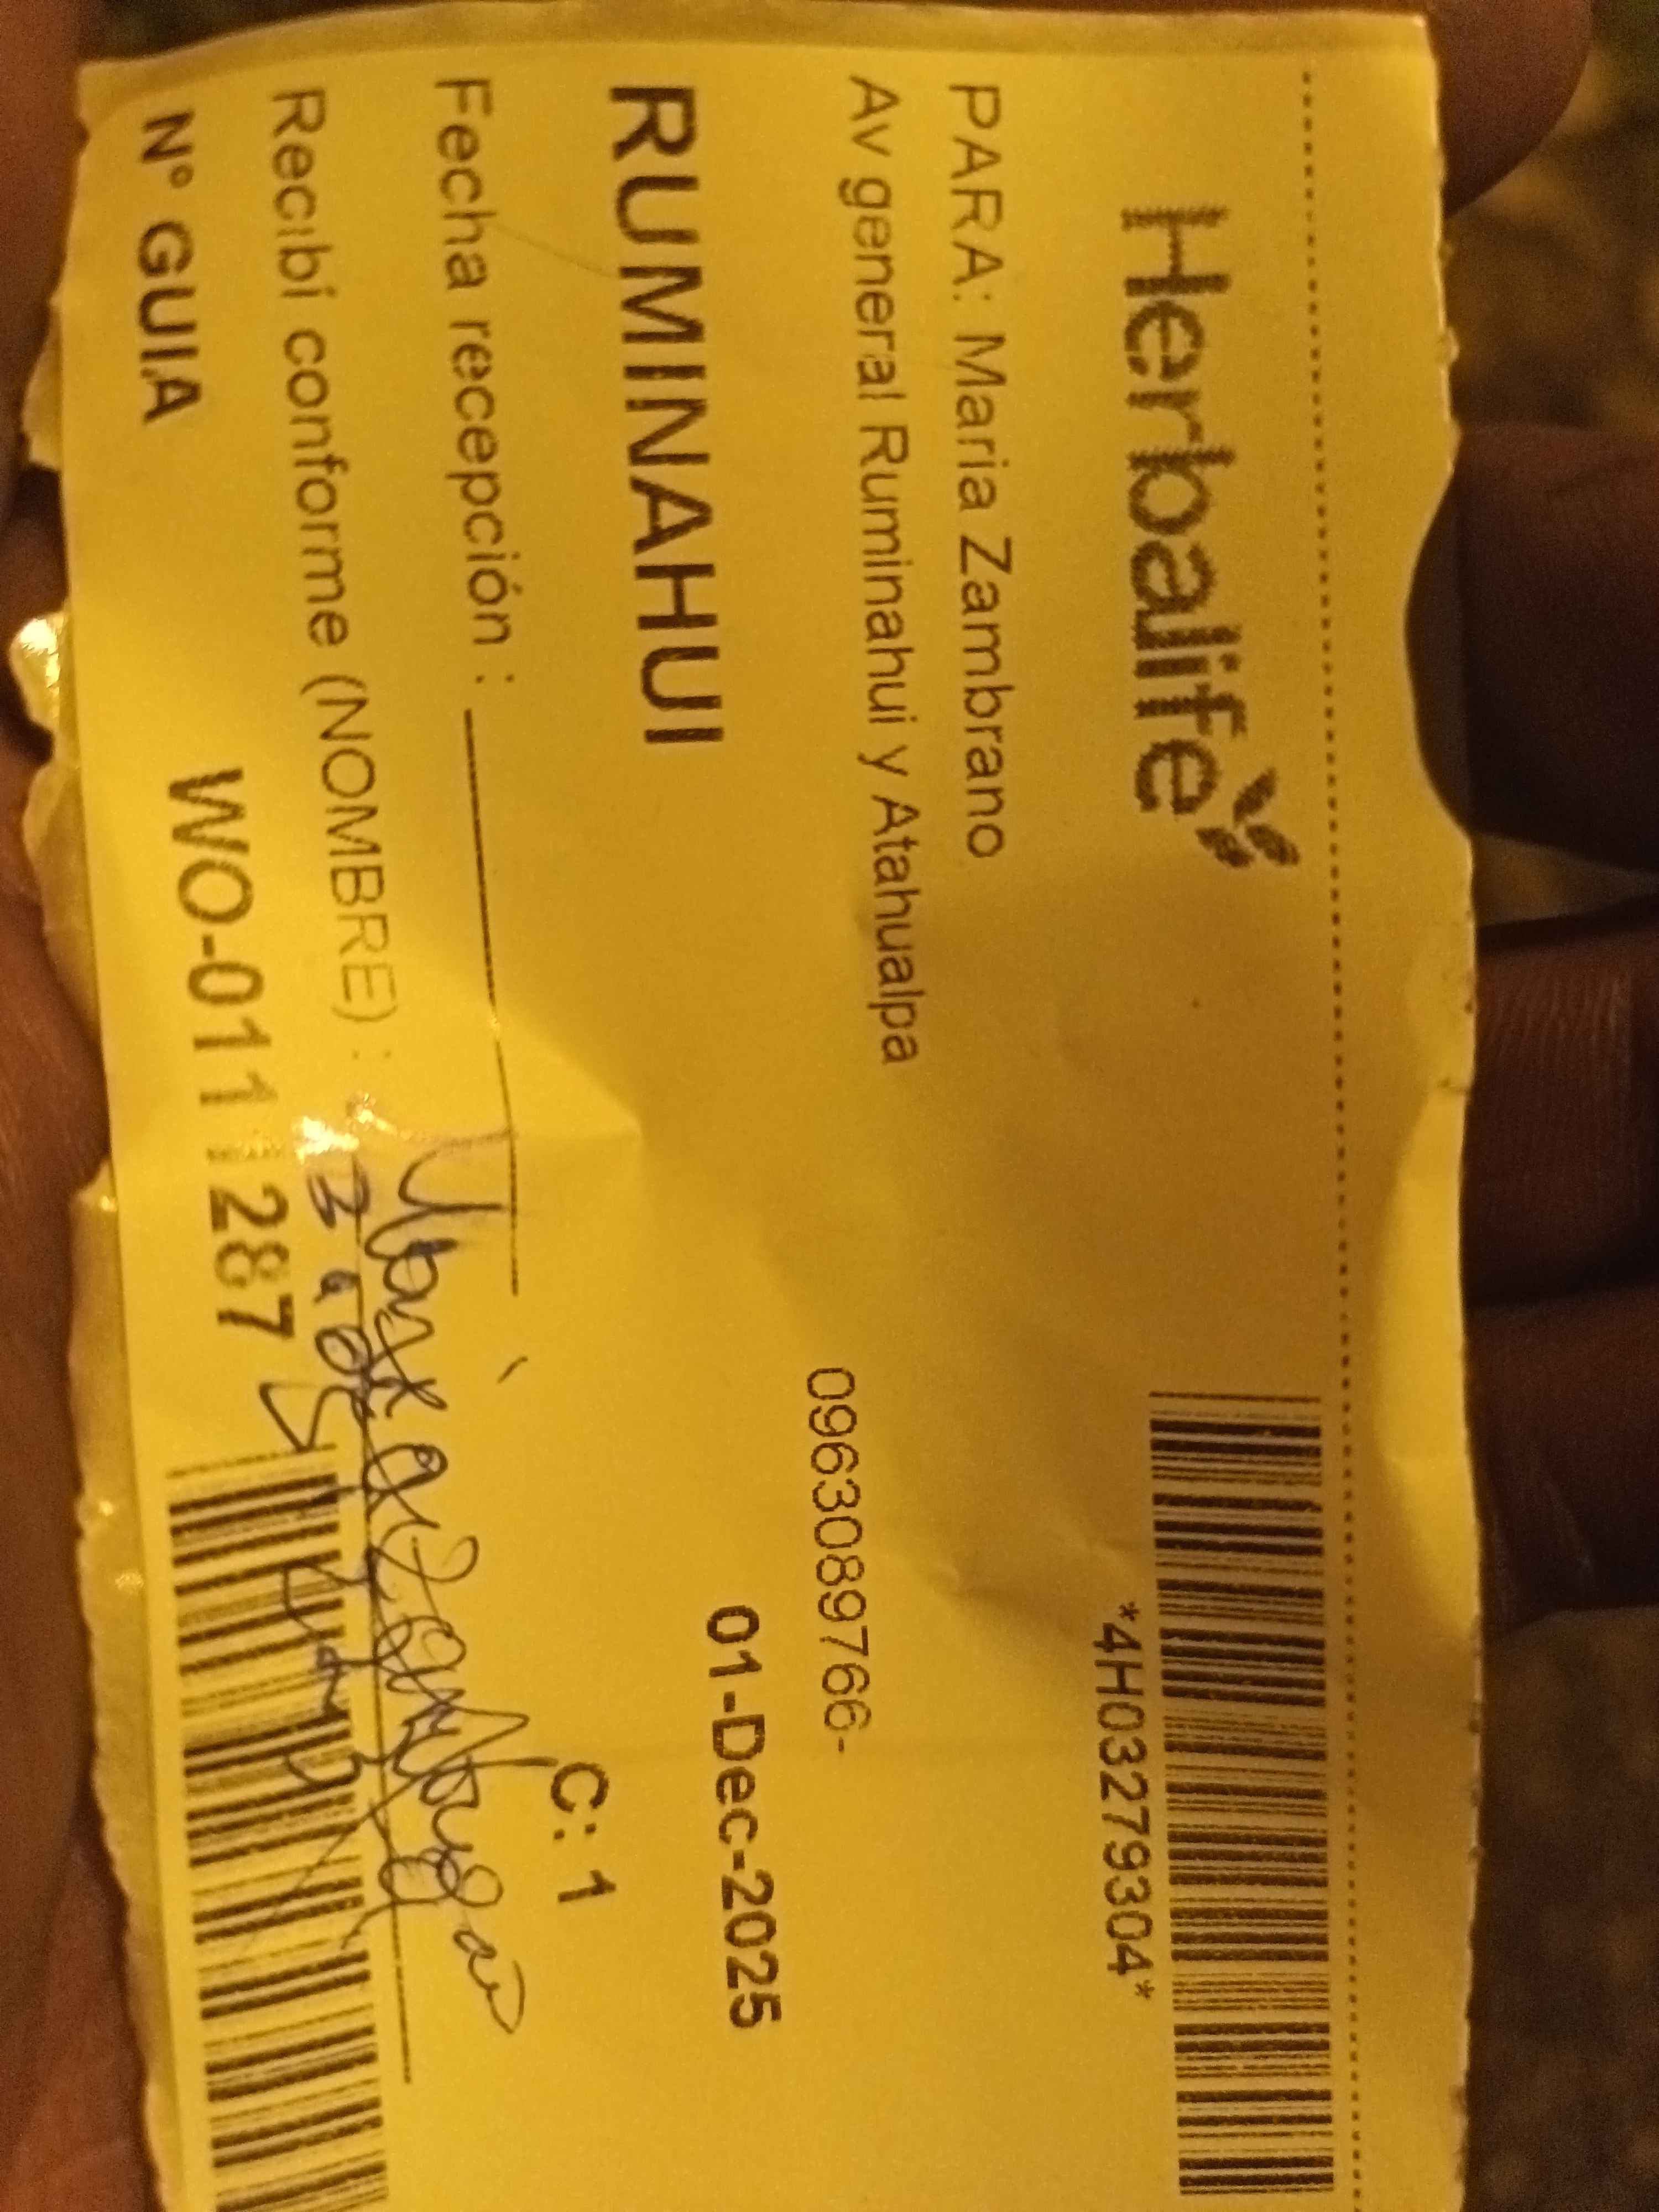 Herbalife
*4H03279304*
PARA: Maria Zambrano
Av general Ruminahui y Atahualpa
0963089766-
RUMINAHUI
01-Dec-2025
C: 1
Fecha recepción :
Recibí conforme (NOMBRE) :
N° GUIA WO-011 287